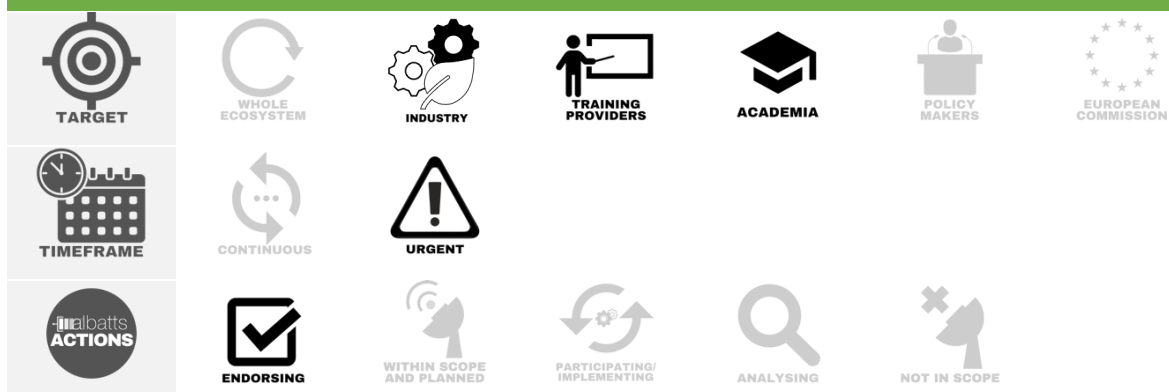 TARGET
WHOLE
ECOSYSTEM
INDUSTRY
TRAINING
PROVIDERS
ACADEMIA
POLICY
MAKERS
EUROPEAN
COMMISSION
TIMEFRAME
CONTINUOUS
URGENT
albatts
ACTIONS
ENDORSING
WITHIN SCOPE
AND PLANNED
PARTICIPATING/
IMPLEMENTING
ANALYSING
NOT IN SCOPE